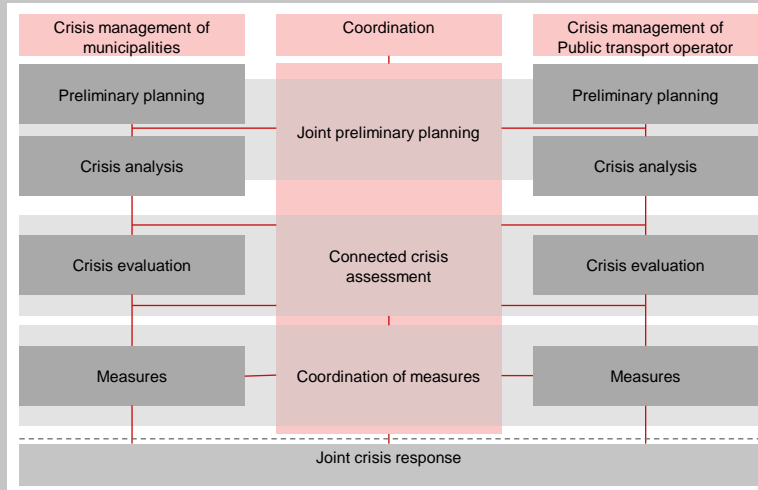 Crisis management of
municipalities
Coordination
Crisis management of
Public transport operator
Preliminary planning
Joint preliminary planning
Preliminary planning
Crisis analysis
Crisis analysis
Crisis evaluation
Connected crisis
assessment
Crisis evaluation
Measures
Coordination of measures
Measures
Joint crisis response